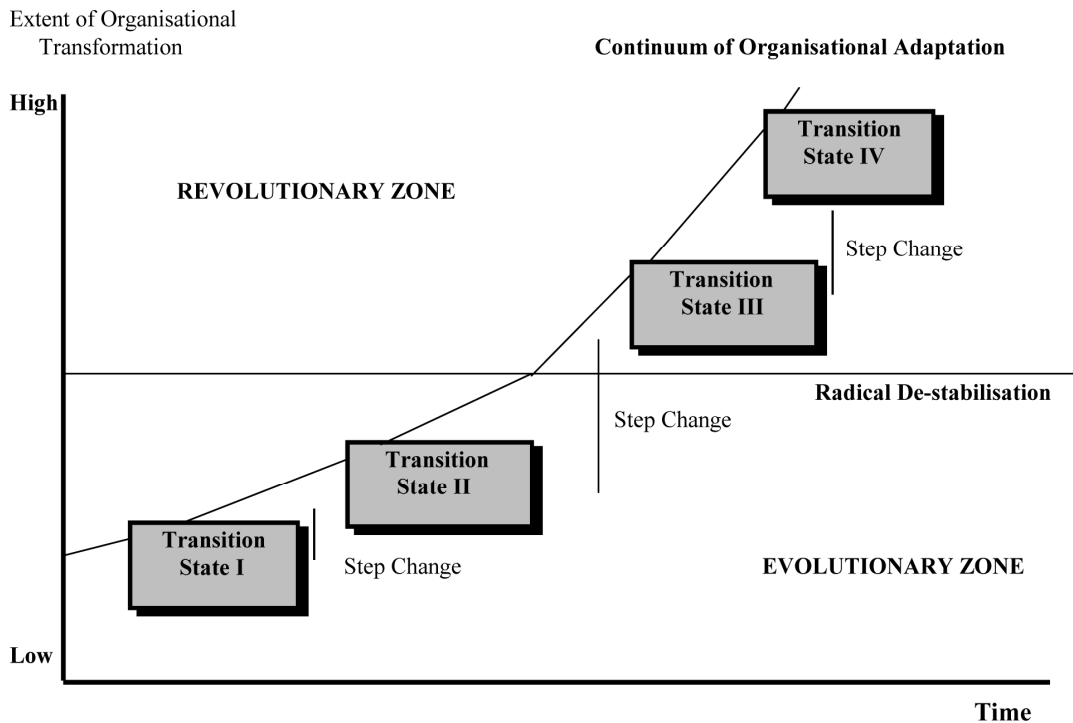 Extent of Organisational
Transformation
Continuum of Organisational Adaptation
High
Transition
State IV
REVOLUTIONARY ZONE
Step Change
Transition
State III
Radical De-stabilisation
Step Change
Transition
State II
Transition
State I
Step Change
EVOLUTIONARY ZONE
Low
Time